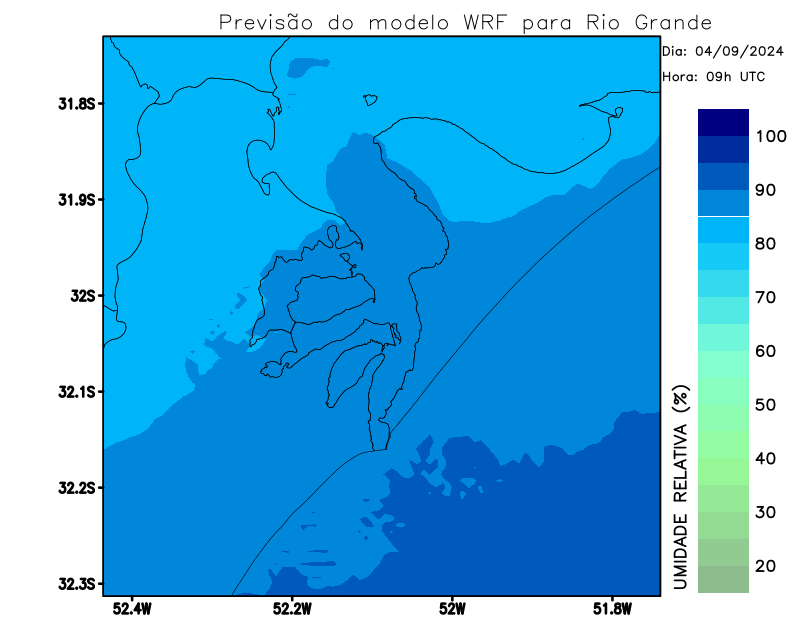 Previsão do modelo WRF para Rio Grande
Dia: 04/09/2024
Hora: 09h UTC
31.8S
31.9S
32S
32.1S
32.2S
32.3S
52.4W
52.2W
52W
51.8W
UMIDADE RELATIVA (%)
100
90
80
70
60
50
40
30
20